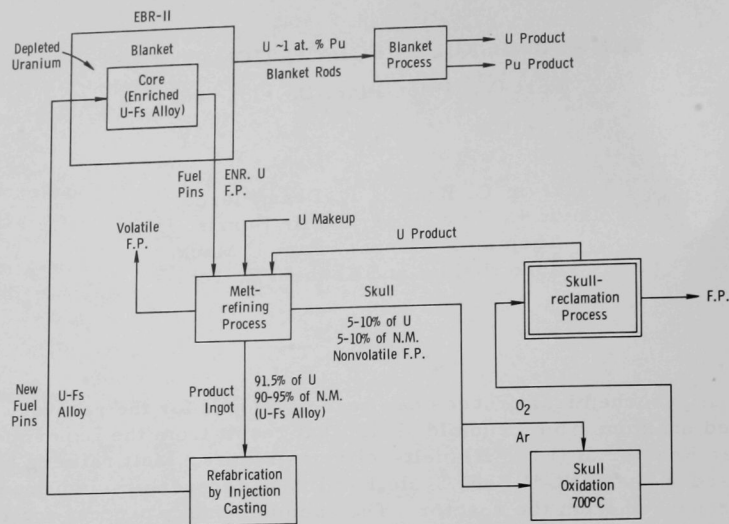 EBR-II
Depleted
Uranium
Blanket
Core
(Enriched
U-Fs Alloy)
U ~1 at. % Pu
Blanket Rods
Blanket
Process
U Product
Pu Product
Fuel
Pins
ENR. U
F.P.
Volatile
F.P.
U Makeup
U Product
Melt-
refining
Process
Skull
5-10% of U
5-10% of N.M.
Nonvolatile F.P.
Skull-
reclamation
Process
F.P.
New
Fuel
Pins
U-Fs
Alloy
Product
Ingot
91.5% of U
90-95% of N.M.
(U-Fs Alloy)
O2
Ar
Refabrication
by Injection
Casting
Skull
Oxidation
700°C